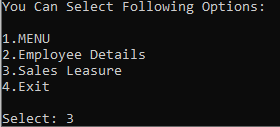 You Can Select Following Options:
1.MENU
2.Employee Details
3.Sales Leasure
4.Exit
Select: 3